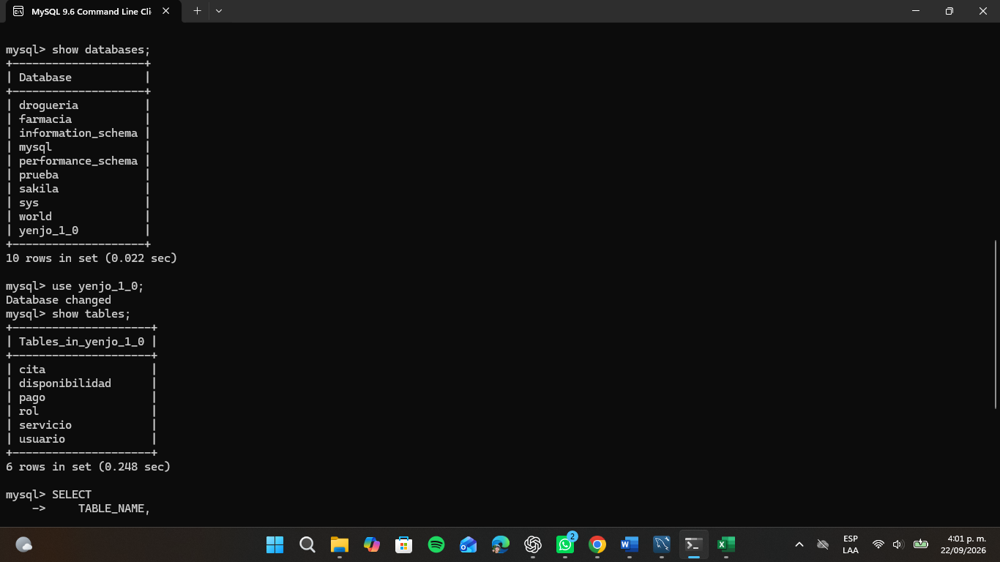 MySQL 9.6 Command Line Cli
mysql> show databases;
+--------------------+
| Database           |
+--------------------+
| drogueria          |
| farmacia           |
| information_schema |
| mysql              |
| performance_schema |
| prueba             |
| sakila             |
| sys                |
| world              |
| yenjo_1_0          |
+--------------------+
10 rows in set (0.022 sec)
mysql> use yenjo_1_0;
Database changed
mysql> show tables;
+---------------------+
| Tables_in_yenjo_1_0 |
+---------------------+
| cita                |
| disponibilidad      |
| pago                |
| rol                 |
| servicio            |
| usuario             |
+---------------------+
6 rows in set (0.248 sec)
mysql> SELECT
    ->     TABLE_NAME,
2
ESP
LAA
4:01 p. m.
22/09/2026